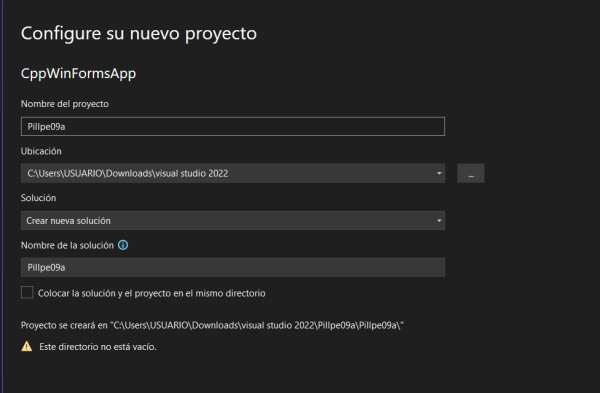 Configure su nuevo proyecto
CppWinFormsApp
Nombre del proyecto
Pillpe09a
Ubicación
C:\Users\USUARIO\Downloads\visual studio 2022
...
Solución
Crear nueva solución
Nombre de la solución
Pillpe09a
Colocar la solución y el proyecto en el mismo directorio
Proyecto se creará en "C:\Users\USUARIO\Downloads\visual studio 2022\Pillpe09a\Pillpe09a\"
Este directorio no está vacío.